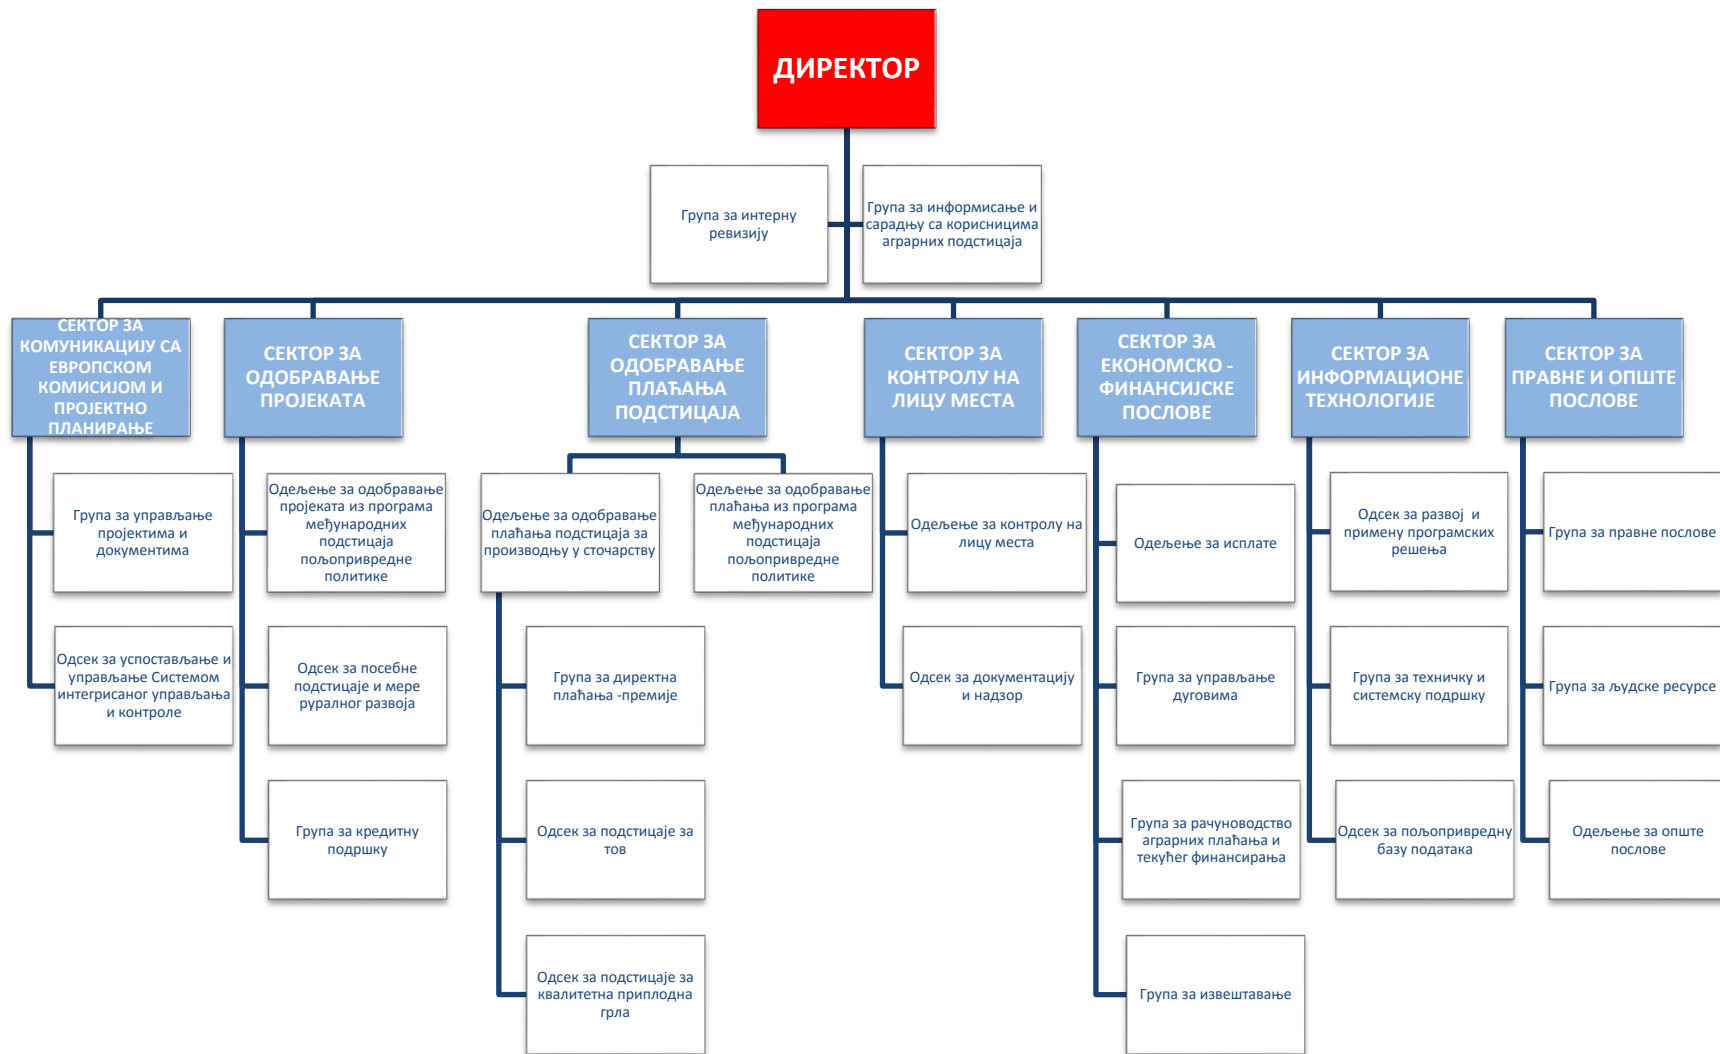 ДИРЕКТОР
Група за интерну
ревизију
Група за информисање и
сарадњу са корисницима
аграрних подстицаја
СЕКТОР ЗА
КОМУНИКАЦИЈУ СА
ЕВРОПСКОМ
КОМИСИЈОМ И
ПРОЈЕКТНО
ПЛАНИРАЊЕ
Група за управљање
пројектима и
документима
Одсек за успостављање и
управљање Системом
интегрисаног управљања
и контроле
СЕКТОР ЗА
ОДОБРАВАЊЕ
ПРОЈЕКАТА
Одељење за одобравање
пројеката из програма
међународних
подстицаја
пољопривредне
политике
Одсек за посебне
подстицаје и мере
руралног развоја
Група за кредитну
подршку
СЕКТОР ЗА
ОДОБРАВАЊЕ
ПЛАЋАЊА
ПОДСТИЦАЈА
Одељење за одобравање
плаћања подстицаја за
производњу у сточарству
Група за директна
плаћања -премије
Одсек за подстицаје за
тов
Одсек за подстицаје за
квалитетна приплодна
грла
Одељење за одобравање
плаћања из програма
међународних
подстицаја
пољопривредне
политике
СЕКТОР ЗА
КОНТРОЛУ НА
ЛИЦУ МЕСТА
Одељење за контролу на
лицу места
Одсек за документацију
и надзор
СЕКТОР ЗА
ЕКОНОМСКО -
ФИНАНСИЈСКЕ
ПОСЛОВЕ
Одељење за исплате
Група за управљање
дуговима
Група за рачуноводство
аграрних плаћања и
текућег финансирања
Група за извештавање
СЕКТОР ЗА
ИНФОРМАЦИОНЕ
ТЕХНОЛОГИЈЕ
Одсек за развој и
примену програмских
решења
Група за техничку и
системску подршку
Одсек за пољопривредну
базу података
СЕКТОР ЗА
ПРАВНЕ И ОПШТЕ
ПОСЛОВЕ
Група за правне послове
Група за људске ресурсе
Одељење за опште
послове